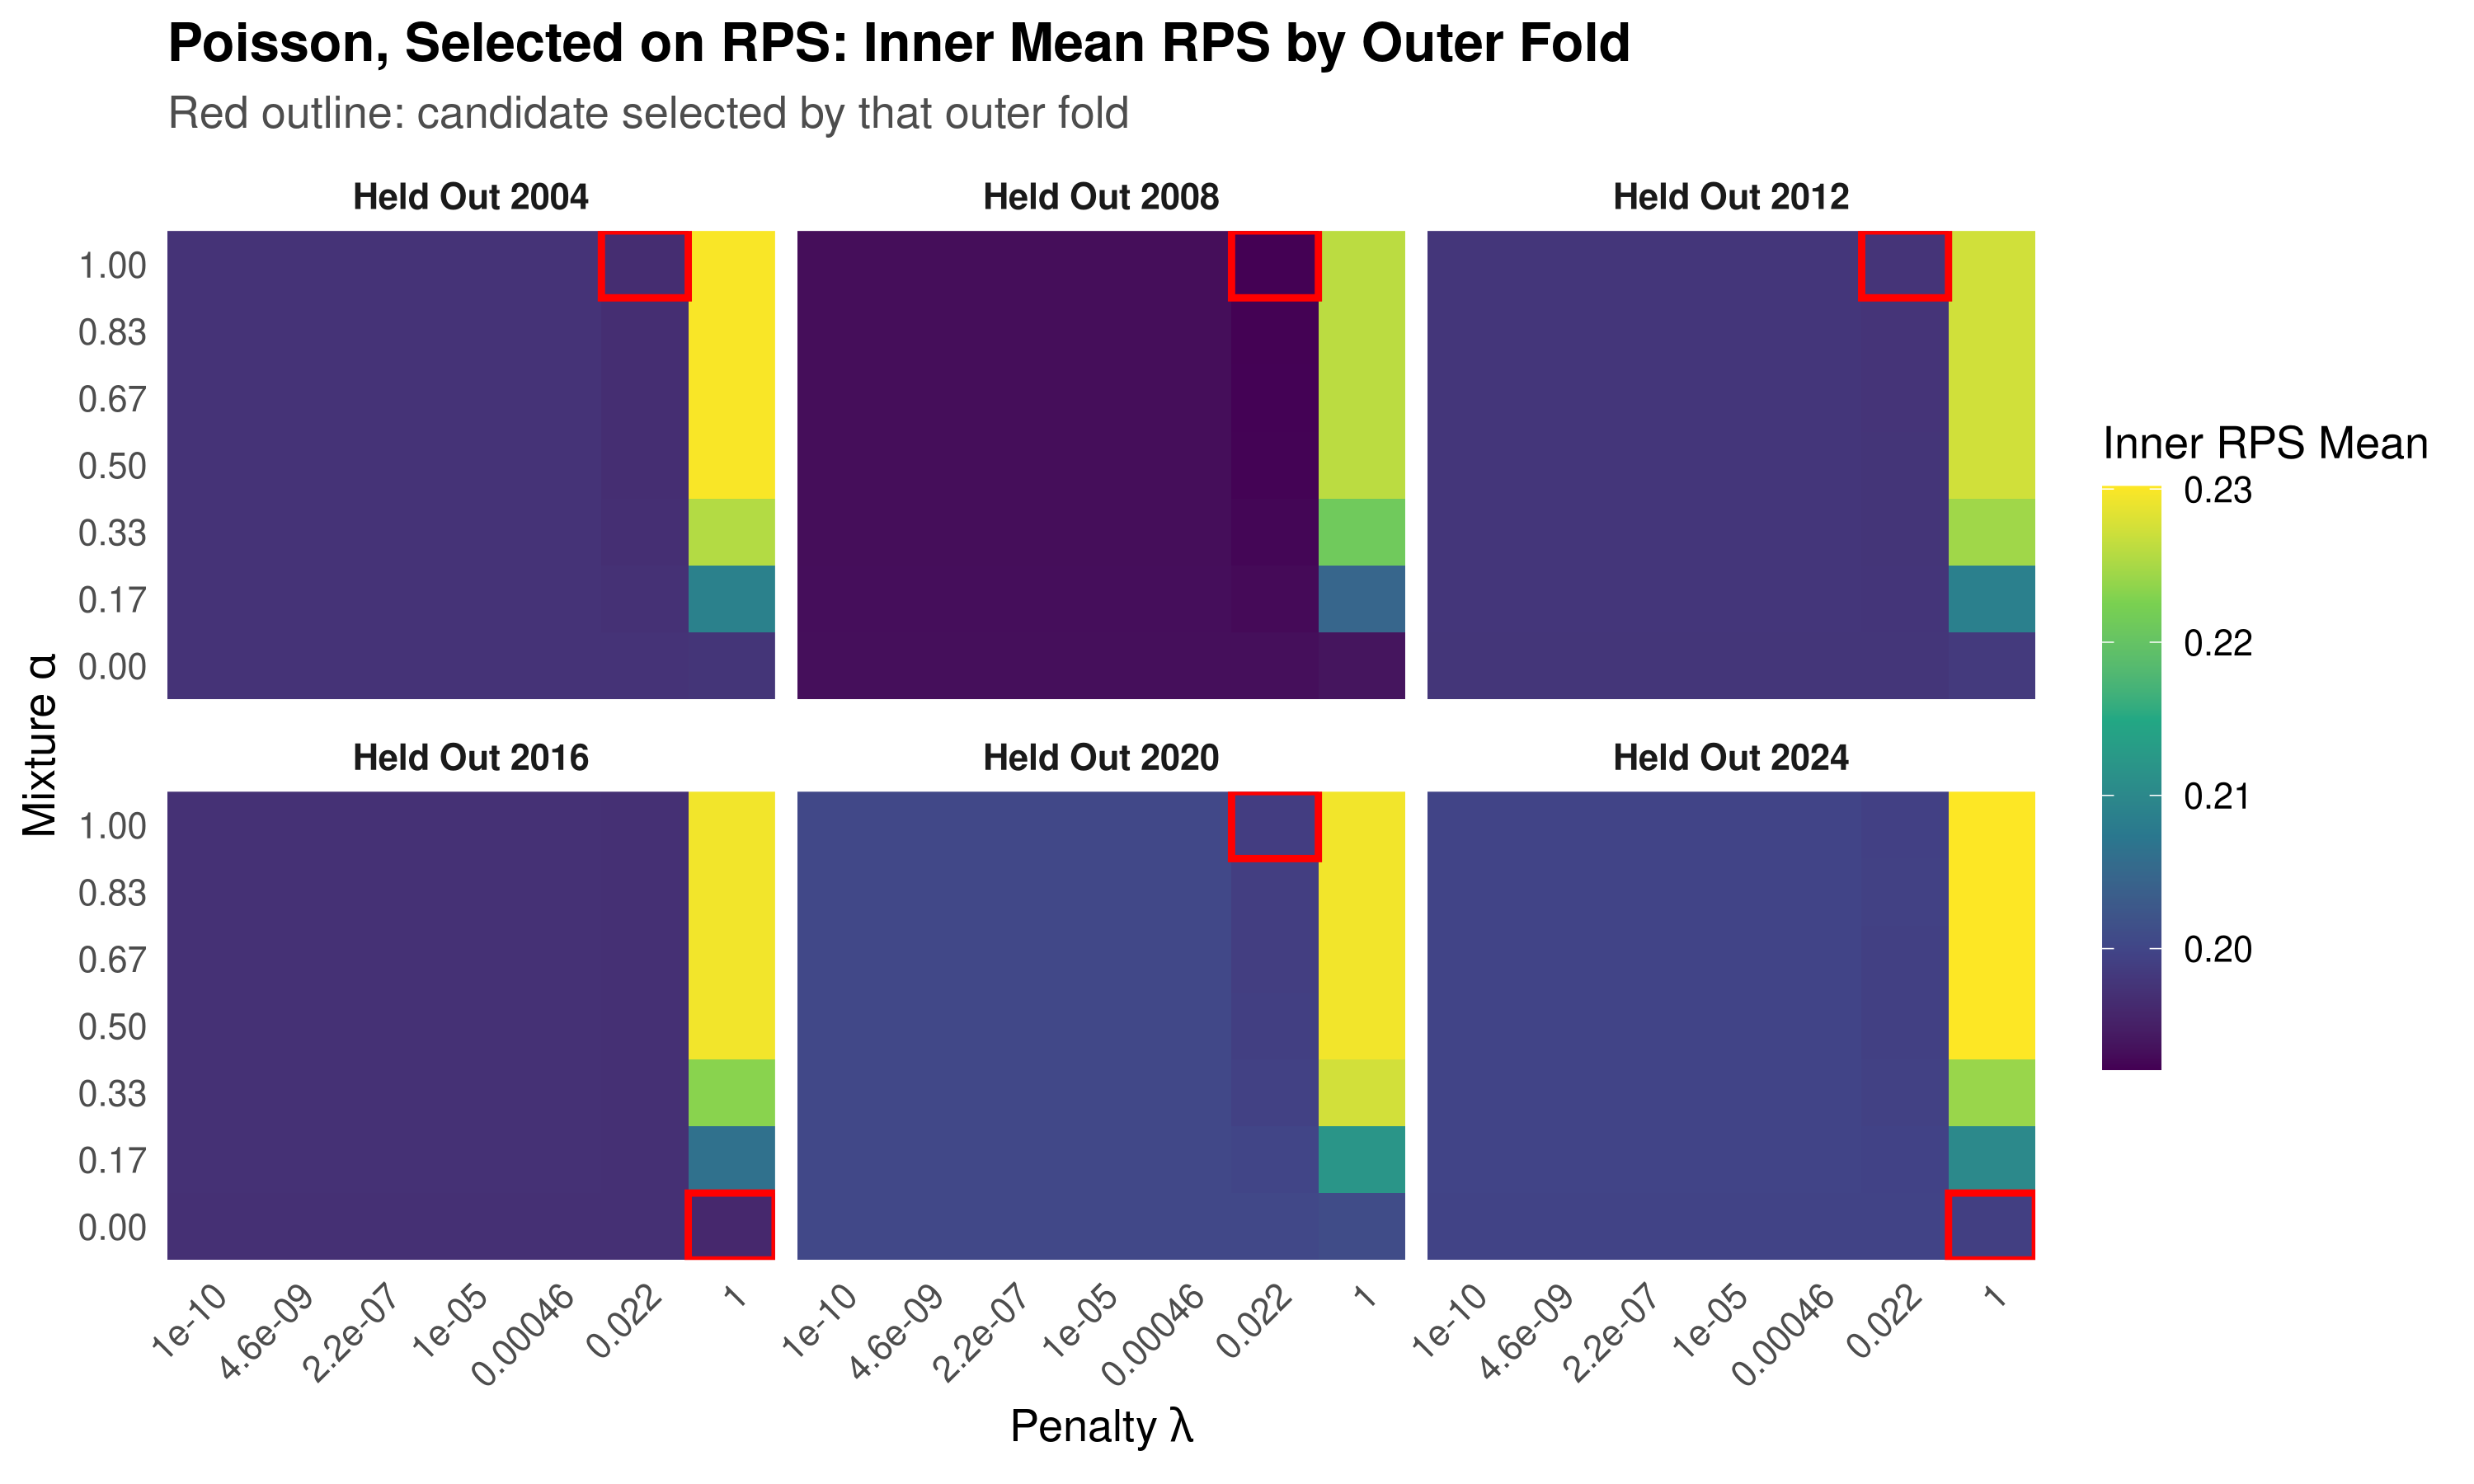 Poisson, Selected on RPS: Inner Mean RPS by Outer Fold
Red outline: candidate selected by that outer fold
Held Out 2004
Held Out 2008
Held Out 2012
1.00
0.83
0.67
0.50
0.33
0.17
0.00
Held Out 2016
Held Out 2020
Held Out 2024
1.00
0.83
0.67
0.50
0.33
0.17
0.00
Mixture α
1e-10
4.6e-09
2.2e-07
1e-05
0.00046
0.022
1
1e-10
4.6e-09
2.2e-07
1e-05
0.00046
0.022
1
1e-10
4.6e-09
2.2e-07
1e-05
0.00046
0.022
1
Penalty λ
Inner RPS Mean
0.23
0.22
0.21
0.20